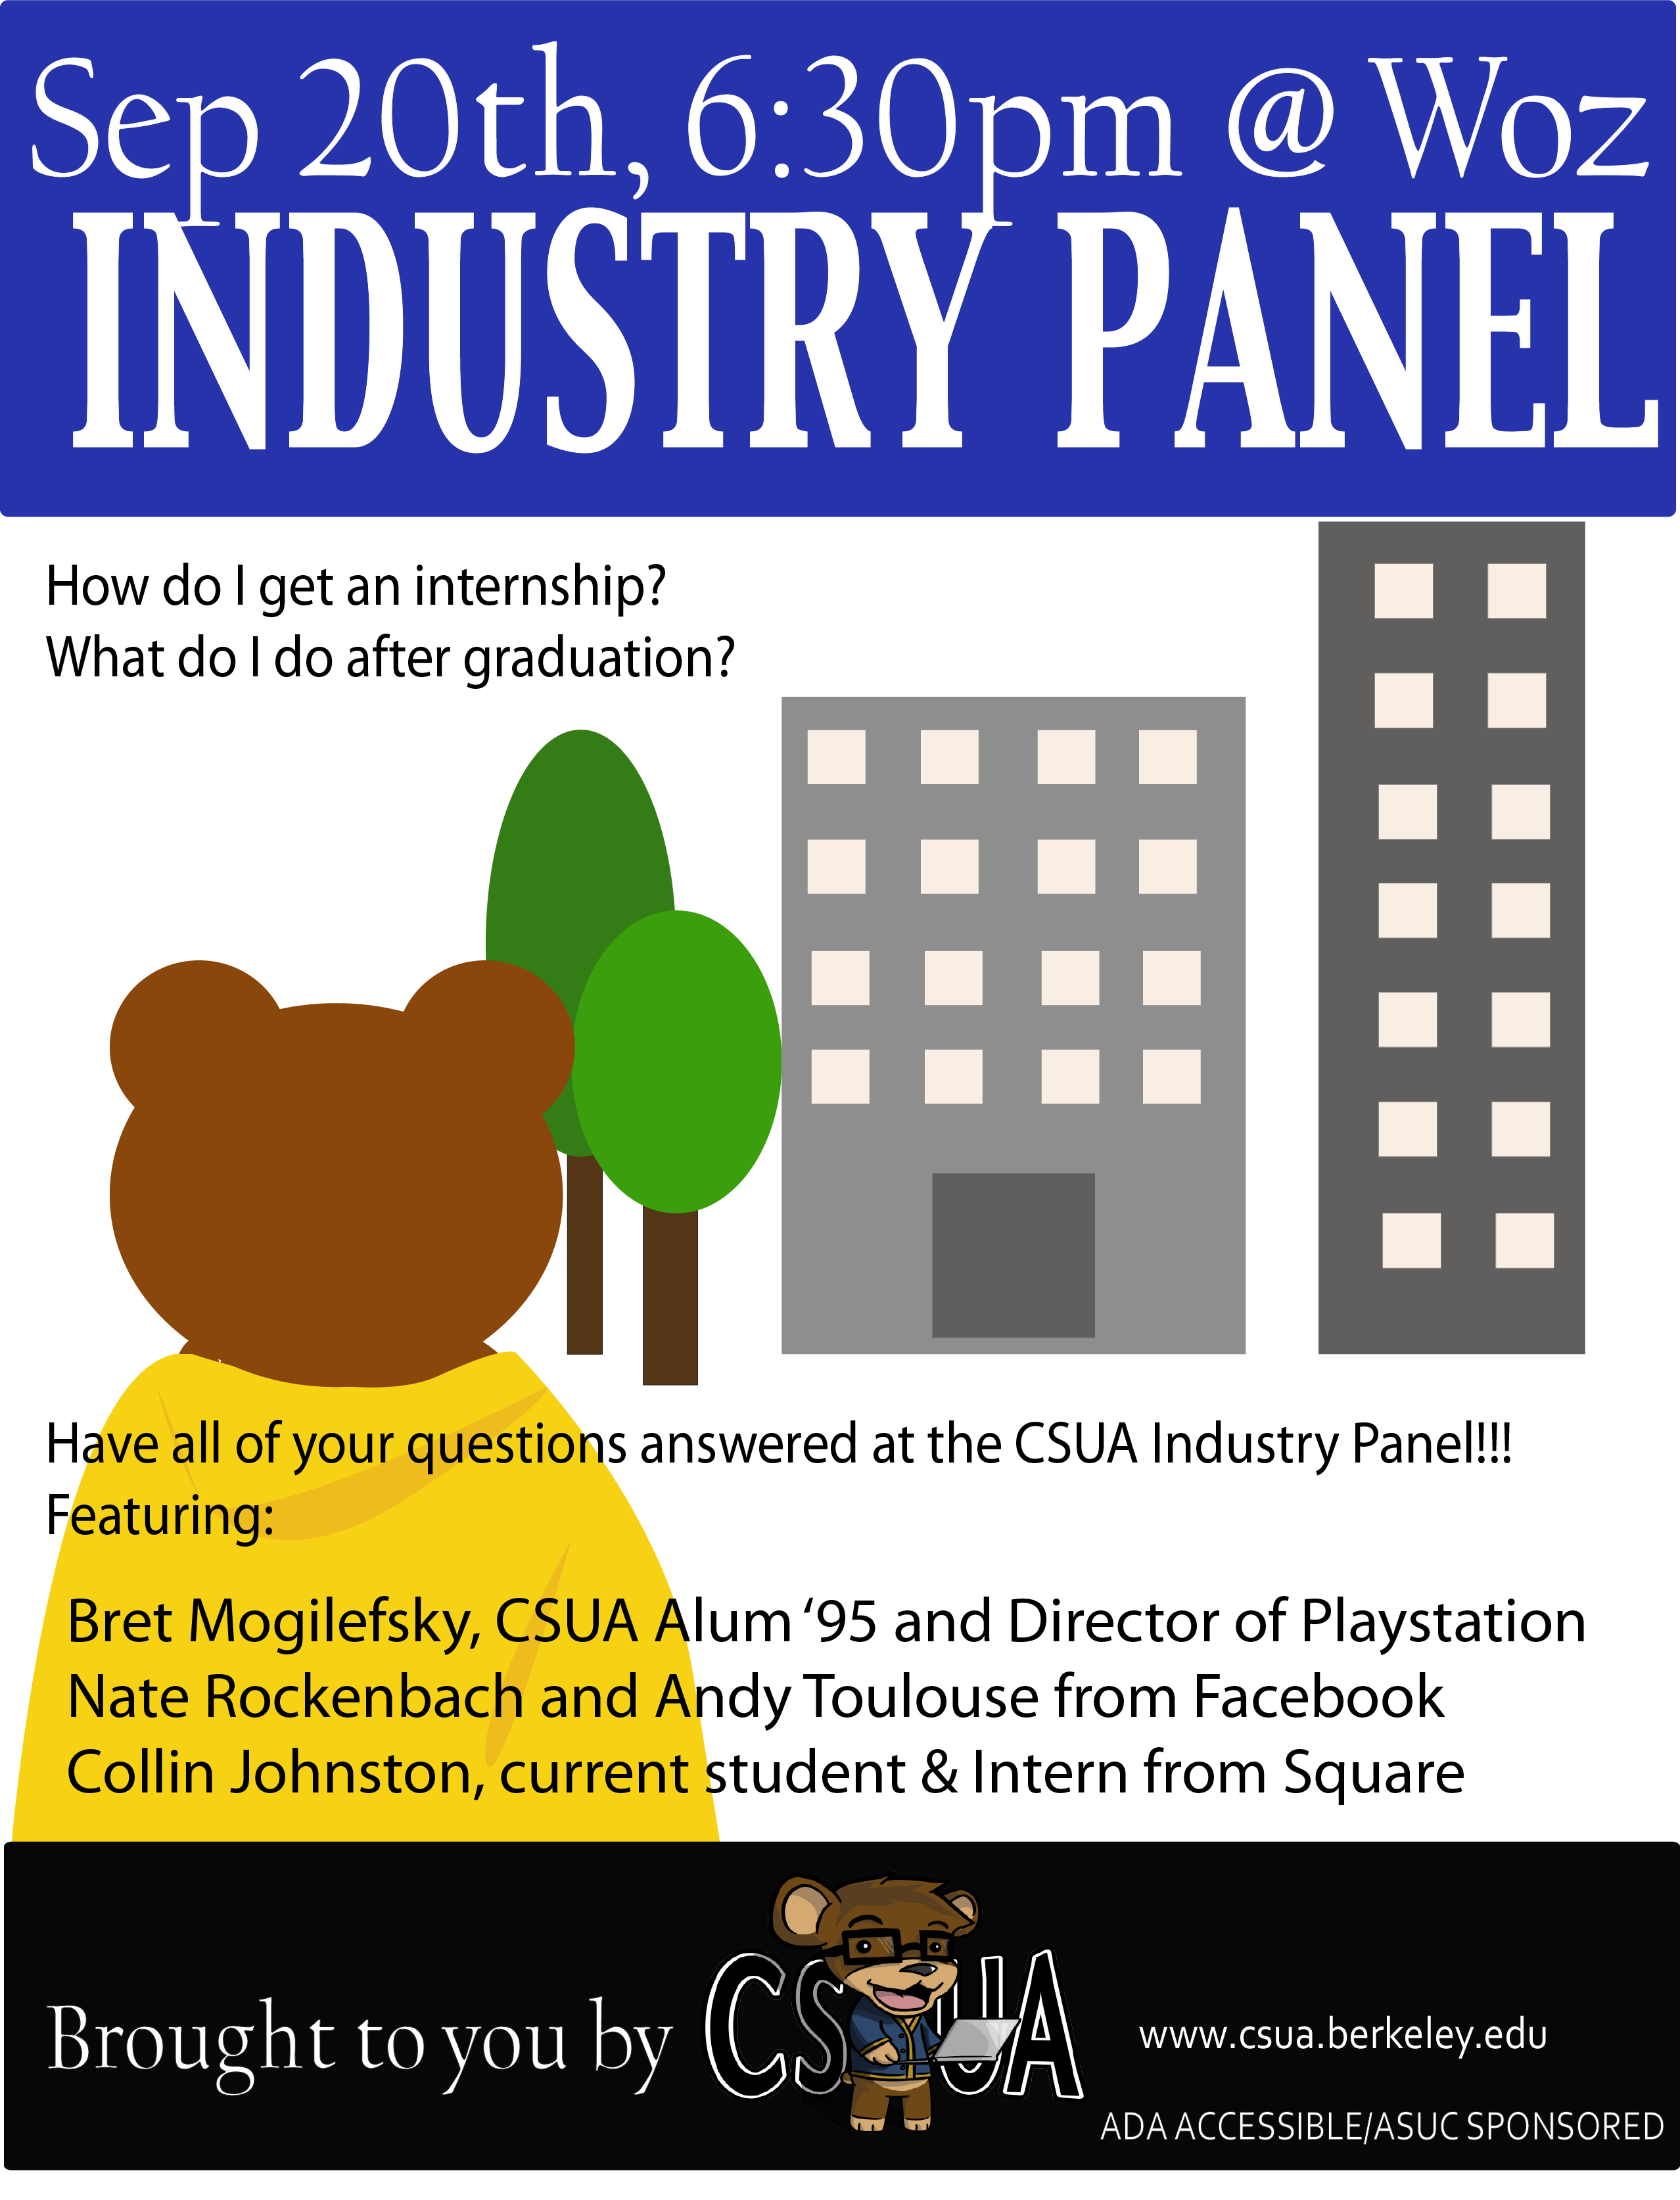 Sep 20th, 6:30pm @ Woz
INDUSTRY PANEL
How do I get an internship?
What do I do after graduation?
Have all of your questions answered at the CSUA Industry Panel!!!
Featuring:
Bret Mogilefsky, CSUA Alum ‘95 and Director of Playstation
Nate Rockenbach and Andy Toulouse from Facebook
Collin Johnston, current student & Intern from Square
Brought to you by CSUA
www.csua.berkeley.edu
ADA ACCESSIBLE/ASUC SPONSORED